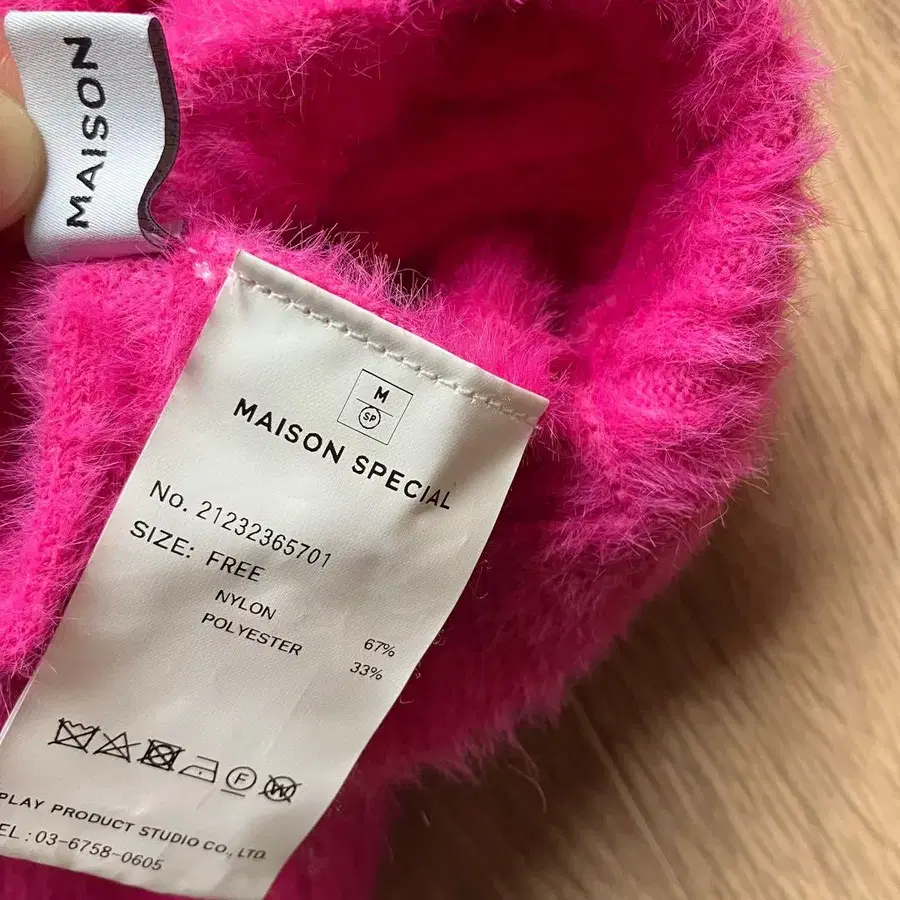 MAISON
M
SP
MAISON SPECIAL
No. 21232365701
SIZE: FREE
NYLON 67%
POLYESTER 33%
F
W
PLAY PRODUCT STUDIO CO., LTD.
EL : 03-6758-0605